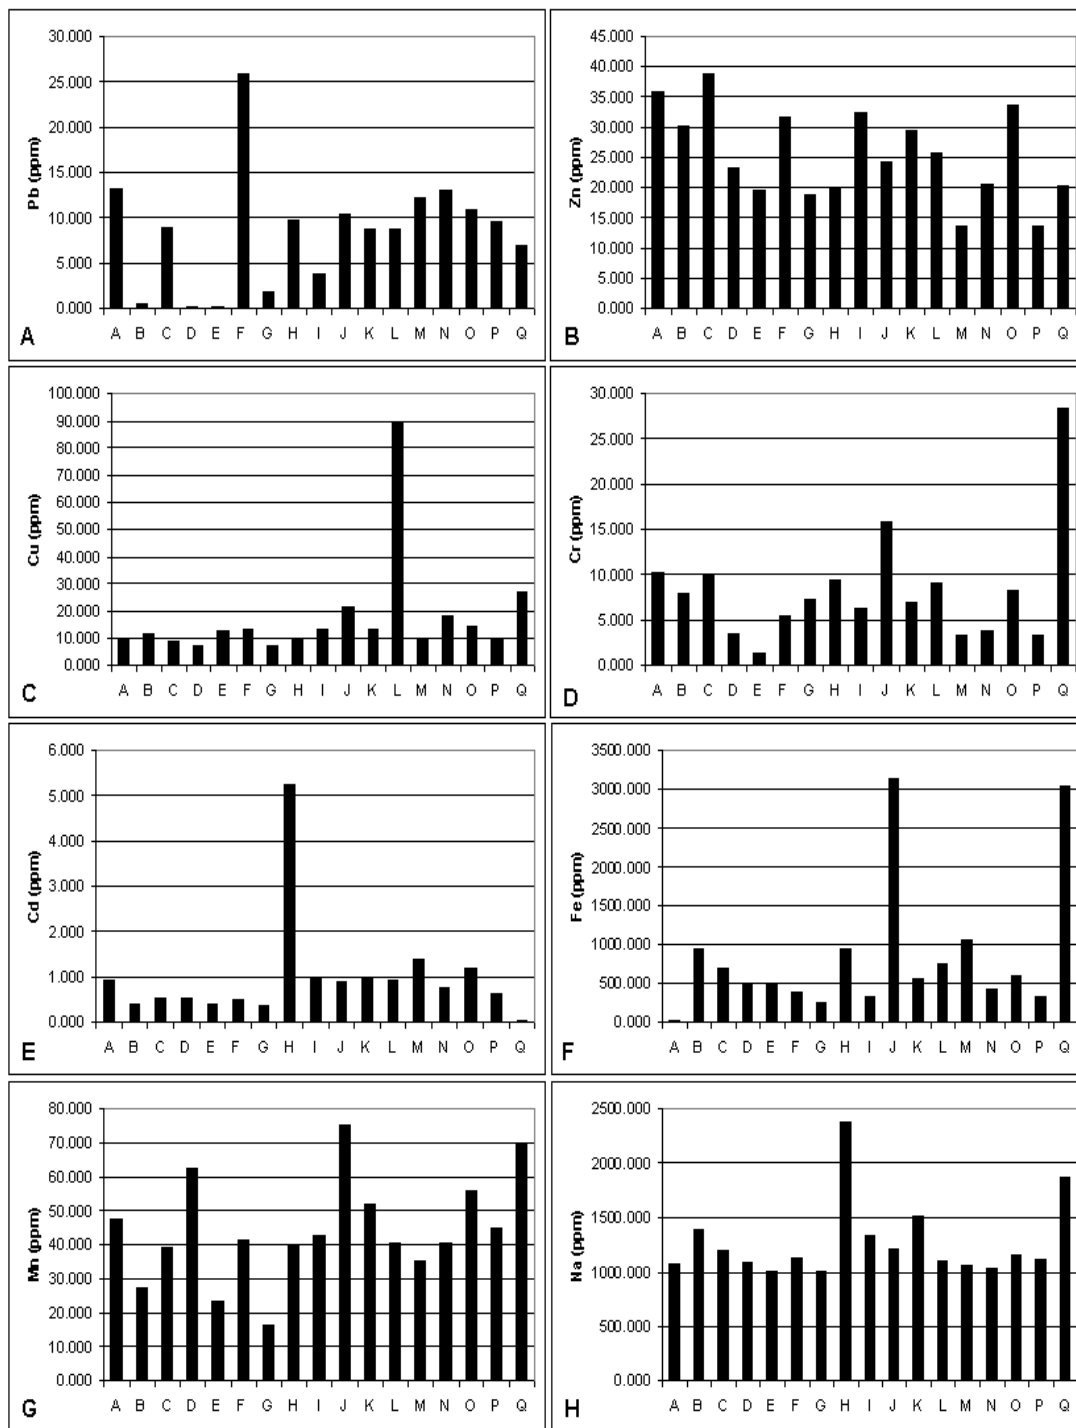 30.000
25.000
20.000
15.000
10.000
5.000
0.000
Pb (ppm)
A B C D E F G H I J K L M N O P Q
A
45.000
40.000
35.000
30.000
25.000
20.000
15.000
10.000
5.000
0.000
Zn (ppm)
A B C D E F G H I J K L M N O P Q
B
100.000
90.000
80.000
70.000
60.000
50.000
40.000
30.000
20.000
10.000
0.000
Cu (ppm)
A B C D E F G H I J K L M N O P Q
C
30.000
25.000
20.000
15.000
10.000
5.000
0.000
Cr (ppm)
A B C D E F G H I J K L M N O P Q
D
6.000
5.000
4.000
3.000
2.000
1.000
0.000
Cd (ppm)
A B C D E F G H I J K L M N O P Q
E
3500.000
3000.000
2500.000
2000.000
1500.000
1000.000
500.000
0.000
Fe (ppm)
A B C D E F G H I J K L M N O P Q
F
80.000
70.000
60.000
50.000
40.000
30.000
20.000
10.000
0.000
Mn (ppm)
A B C D E F G H I J K L M N O P Q
G
2500.000
2000.000
1500.000
1000.000
500.000
0.000
Na (ppm)
A B C D E F G H I J K L M N O P Q
H